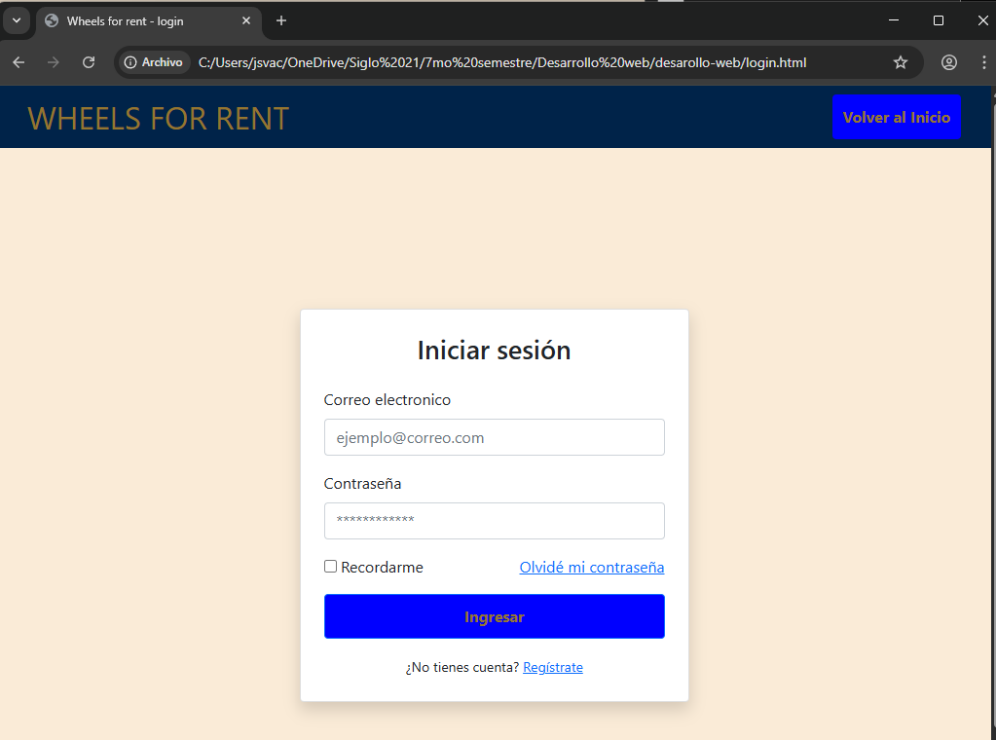 Wheels for rent - login
Archivo C:/Users/jsvac/OneDrive/Siglo%2021/7mo%20semestre/Desarrollo%20web/desarollo-web/login.html
WHEELS FOR RENT
Volver al Inicio
Iniciar sesión
Correo electronico
ejemplo@correo.com
Contraseña
************
Recordarme Olvidé mi contraseña
Ingresar
¿No tienes cuenta? Regístrate